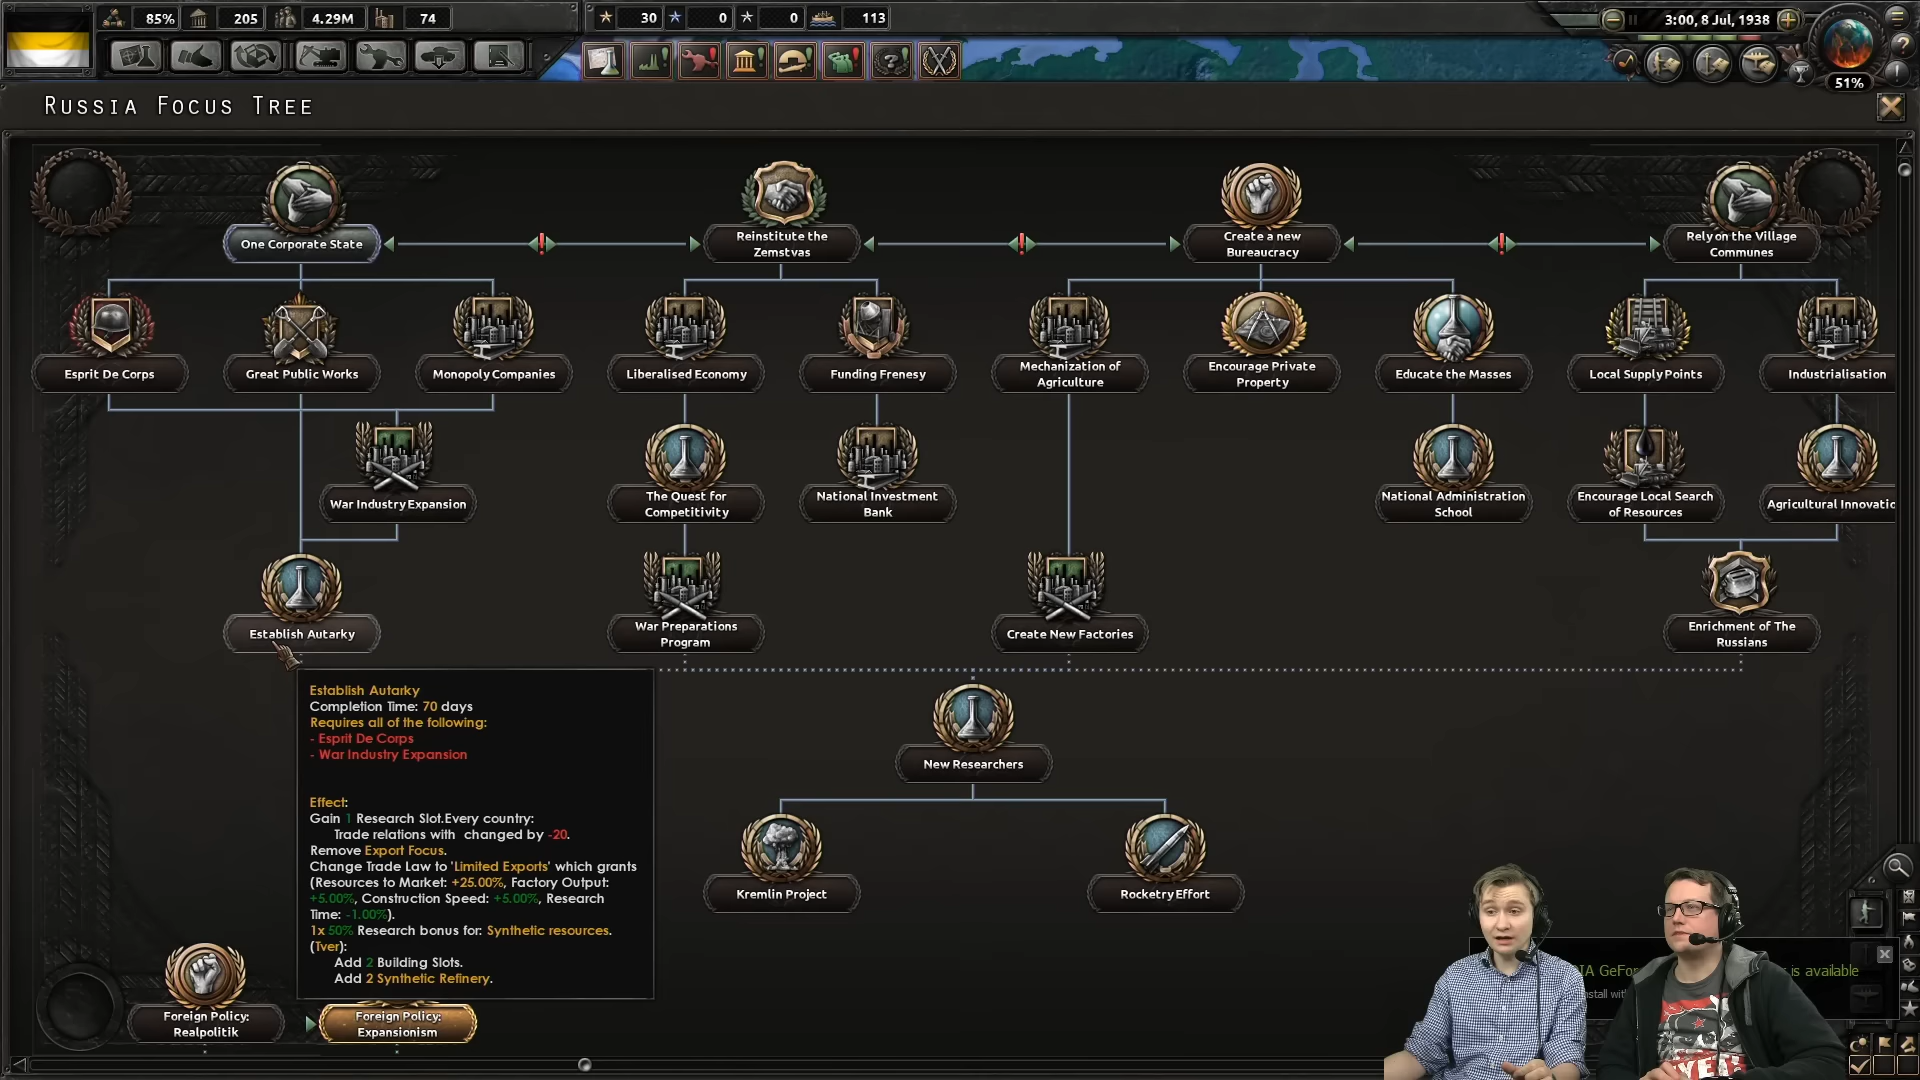 85%
205
4.29M
74
30
0
0
113
3:00, 8 Jul, 1938
51%
Russia Focus Tree
One Corporate State
Reinstitute the
Zemstvas
Create a new
Bureaucracy
Rely on the Village
Communes
Esprit De Corps
Great Public Works
Monopoly Companies
Liberalised Economy
Funding Frenesy
Mechanization of
Agriculture
Encourage Private
Property
Educate the Masses
Local Supply Points
Industrialisation
War Industry Expansion
The Quest for
Competitivity
National Investment
Bank
National Administration
School
Encourage Local Search
of Resources
Agricultural Innovatio
Establish Autarky
War Preparations
Program
Create New Factories
Enrichment of The
Russians
Establish Autarky
Completion Time: 70 days
Requires all of the following:
- Esprit De Corps
- War Industry Expansion
Effect:
Gain 1 Research Slot.Every country:
Trade relations with changed by -20.
Remove Export Focus.
Change Trade Law to 'Limited Exports' which grants
(Resources to Market: +25.00%, Factory Output:
+5.00%, Construction Speed: +5.00%, Research
Time: -1.00%).
1x 50% Research bonus for: Synthetic resources.
(Tver):
Add 2 Building Slots.
Add 2 Synthetic Refinery.
New Researchers
Kremlin Project
Rocketry Effort
Foreign Policy:
Realpolitik
Foreign Policy:
Expansionism
IA GeFor
is available
nstall wit